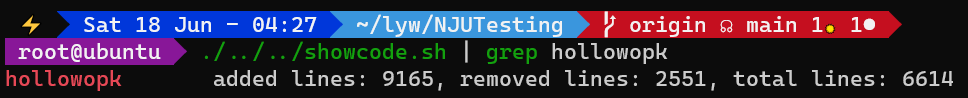 ⚡ Sat 18 Jun - 04:27 ~/lyw/NJUTesting origin ☊ main 1 1●
root@ubuntu ./../../showcode.sh | grep hollowopk
hollowopk added lines: 9165, removed lines: 2551, total lines: 6614